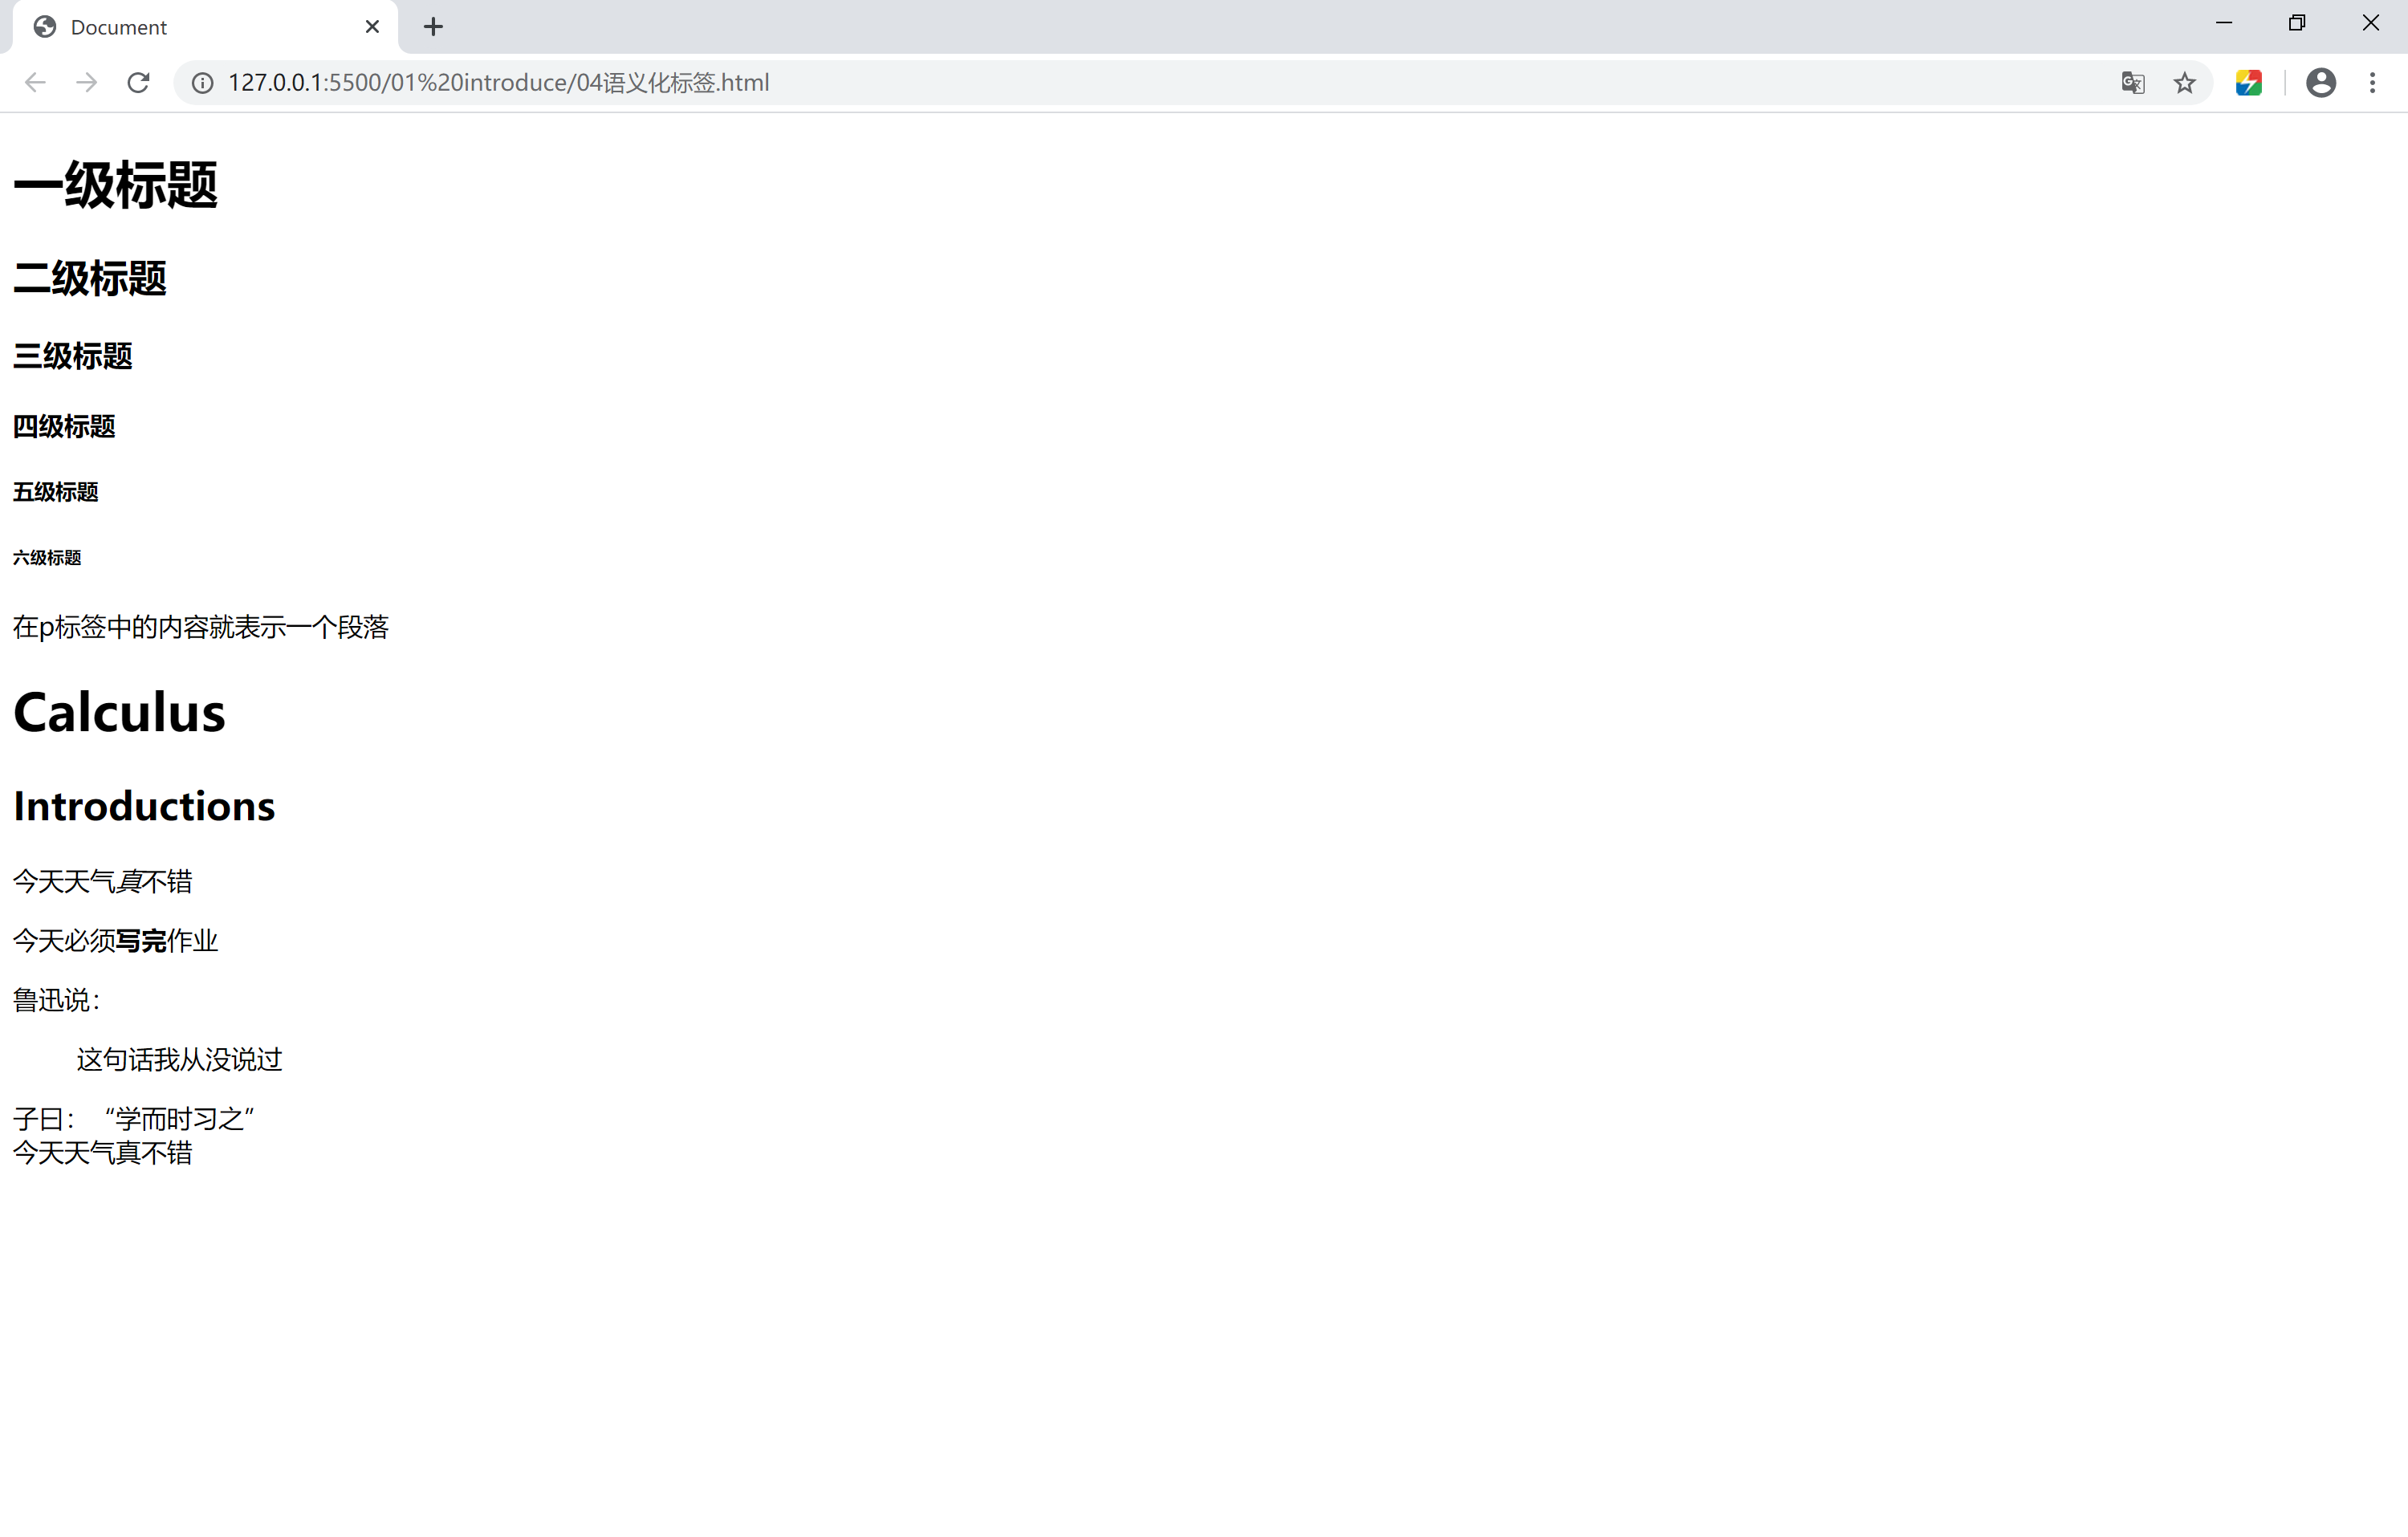 Document
127.0.0.1:5500/01%20introduce/04语义化标签.html
一级标题
二级标题
三级标题
四级标题
五级标题
六级标题
在p标签中的内容就表示一个段落
Calculus
Introductions
今天天气真不错
今天必须写完作业
鲁迅说：
这句话我从没说过
子曰：“学而时习之”
今天天气真不错